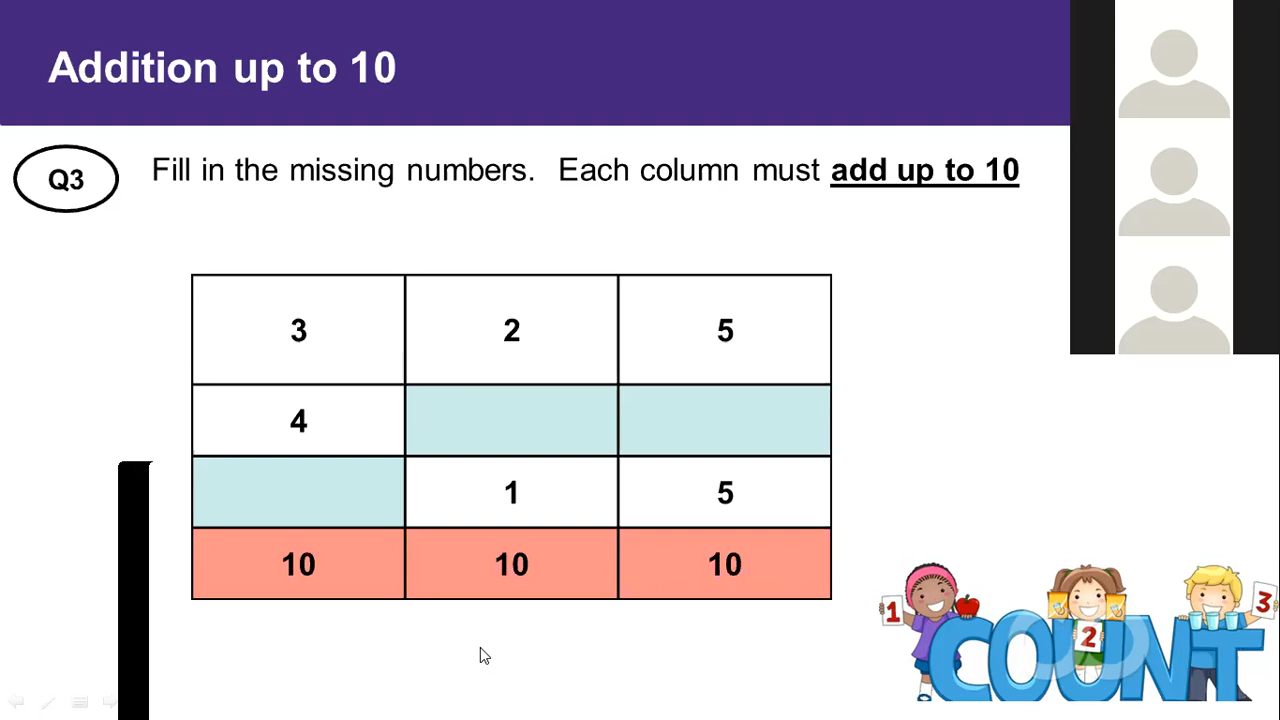 Addition up to 10
Q3
Fill in the missing numbers. Each column must add up to 10
3 2 5
4
1 5
10 10 10
1 2 3
COUNT